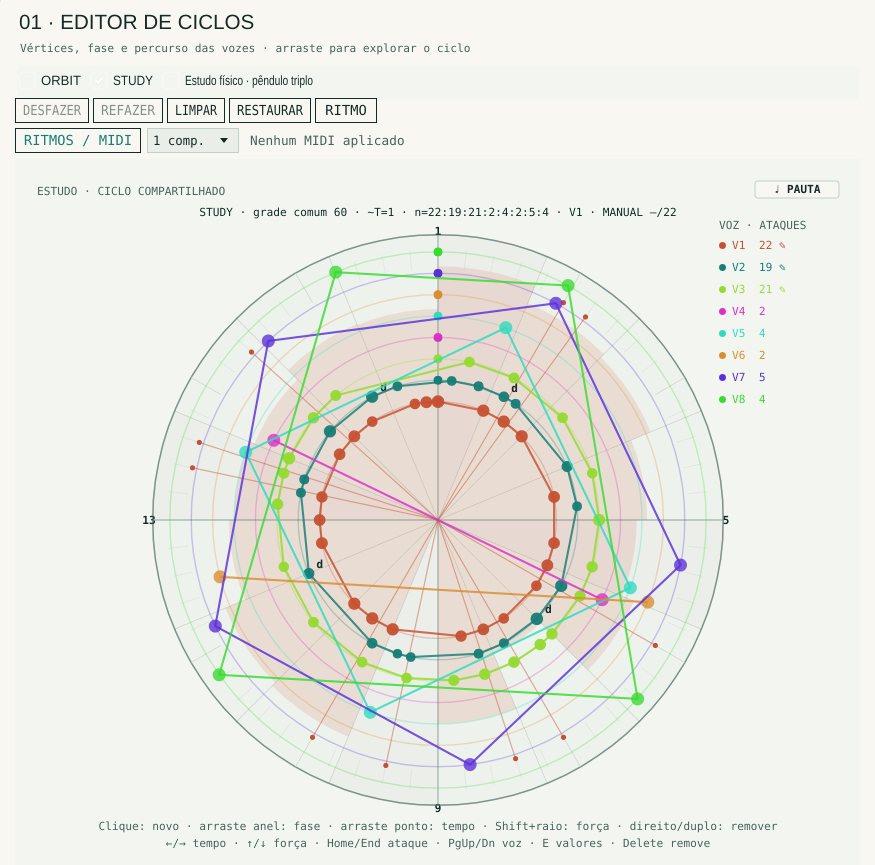 01 · EDITOR DE CICLOS
Vértices, fase e percurso das vozes · arraste para explorar o ciclo
ORBIT STUDY Estudo físico · pêndulo triplo
DESFAZER REFAZER LIMPAR RESTAURAR RITMO
RITMOS / MIDI 1 comp. Nenhum MIDI aplicado
ESTUDO · CICLO COMPARTILHADO
♩ PAUTA
STUDY · grade comum 60 · ~T=1 · n=22:19:21:2:4:2:5:4 · V1 · MANUAL —/22
VOZ · ATAQUES
V1 22 ✎
V2 19 ✎
V3 21 ✎
V4 2
V5 4
V6 2
V7 5
V8 4
1
d
d
13
5
d
d
9
Clique: novo · arraste anel: fase · arraste ponto: tempo · Shift+raio: força · direito/duplo: remover
←/→ tempo · ↑/↓ força · Home/End ataque · PgUp/Dn voz · E valores · Delete remove